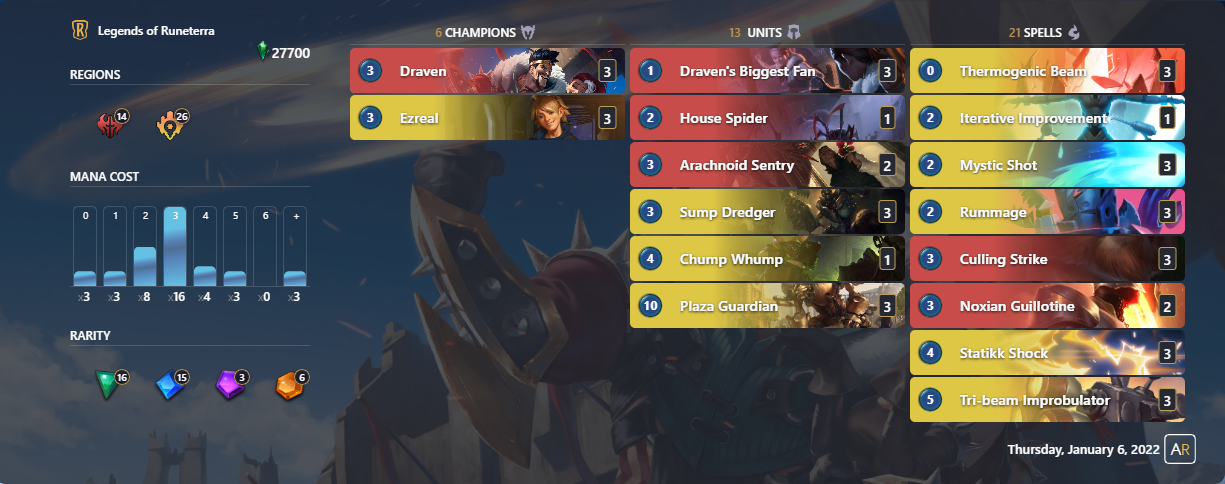 Legends of Runeterra
27700
REGIONS
14 26
MANA COST
0 1 2 3 4 5 6 +
x3 x3 x8 x16 x4 x3 x0 x3
RARITY
16 15 3 6
6 CHAMPIONS
3 Draven 3
3 Ezreal 3
13 UNITS
1 Draven's Biggest Fan 3
2 House Spider 1
3 Arachnoid Sentry 2
3 Sump Dredger 3
4 Chump Whump 1
10 Plaza Guardian 3
21 SPELLS
0 Thermogenic Beam 3
2 Iterative Improvement 1
2 Mystic Shot 3
2 Rummage 3
3 Culling Strike 3
3 Noxian Guillotine 2
4 Statikk Shock 3
5 Tri-beam Improbulator 3
Thursday, January 6, 2022 AR